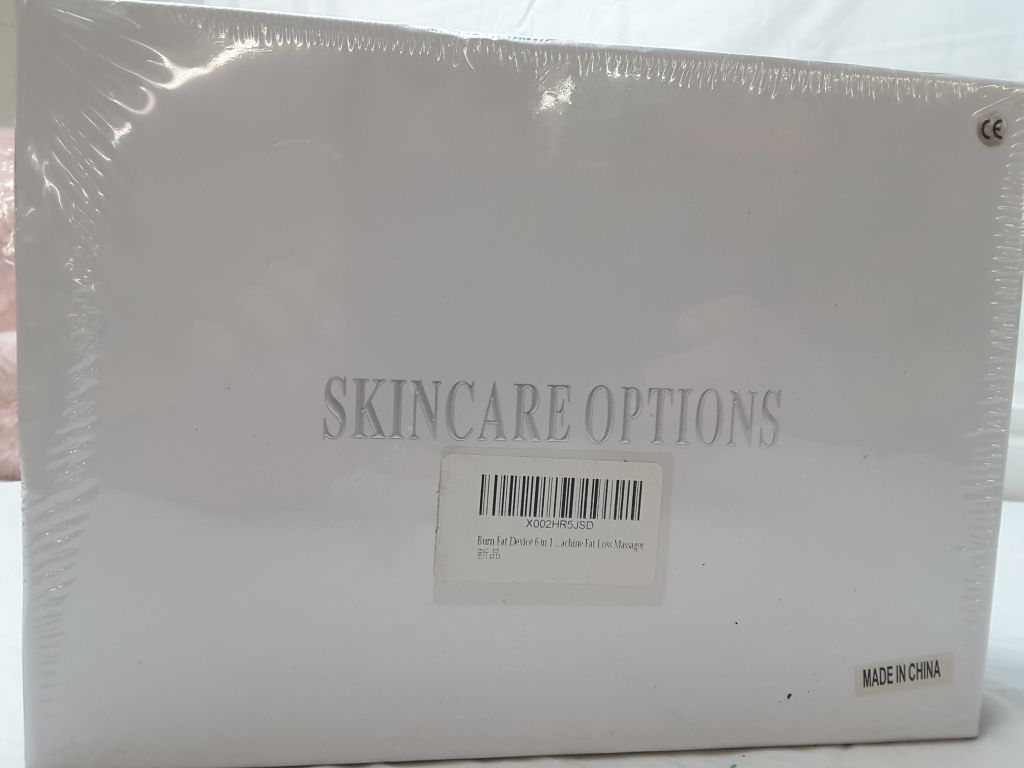 CE
SKINCARE OPTIONS
X002HR5JSD
Burn Fat Device 6 in 1 ...achine Fat Loss Massager
新品
MADE IN CHINA